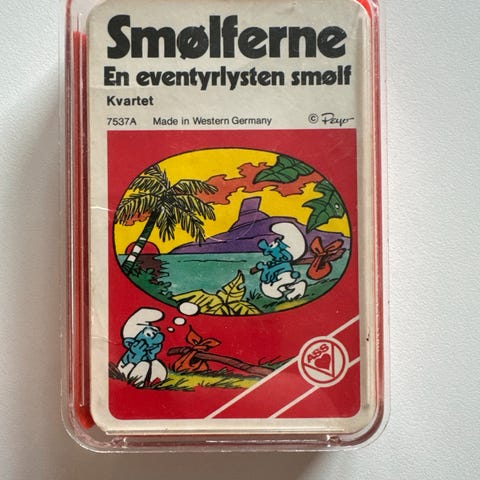 Smølferne
En eventyrlysten smølf
Kvartet
7537A Made in Western Germany © Peyo
ASS